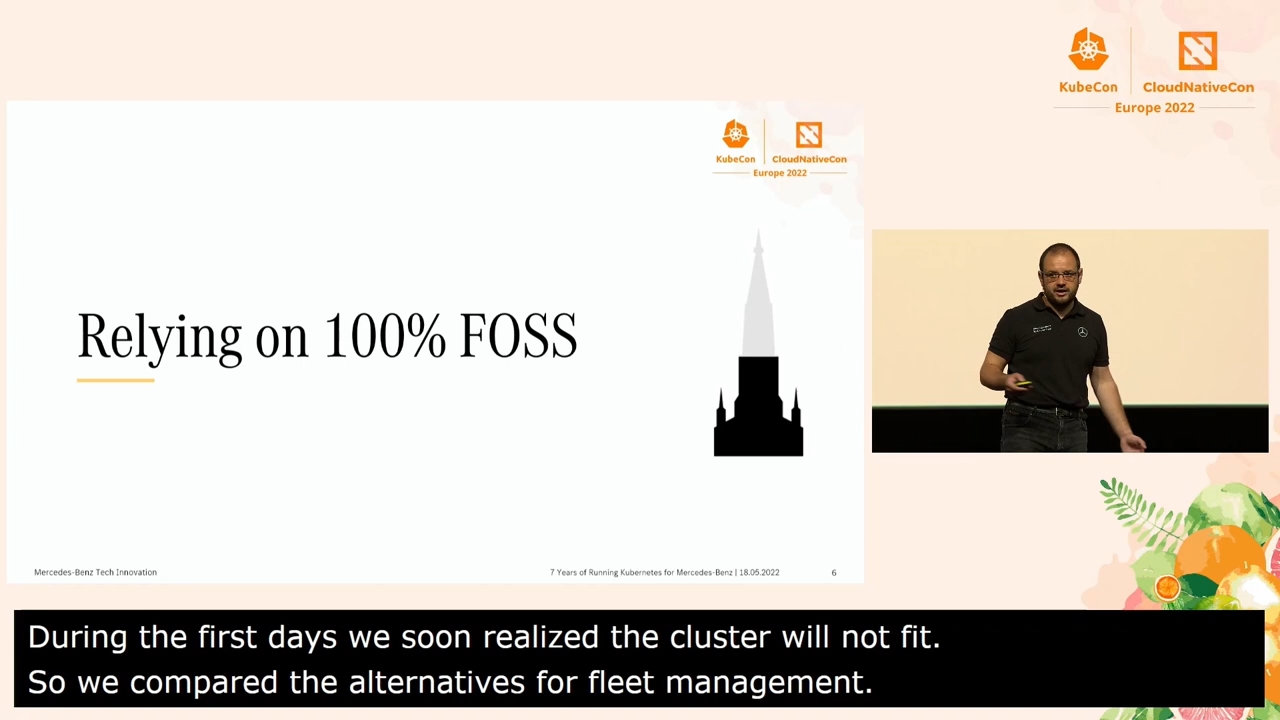 KubeCon
CloudNativeCon
Europe 2022
KubeCon
CloudNativeCon
Europe 2022
Relying on 100% FOSS
Mercedes-Benz Tech Innovation
7 Years of Running Kubernetes for Mercedes-Benz | 18.05.2022
6
During the first days we soon realized the cluster will not fit.
So we compared the alternatives for fleet management.